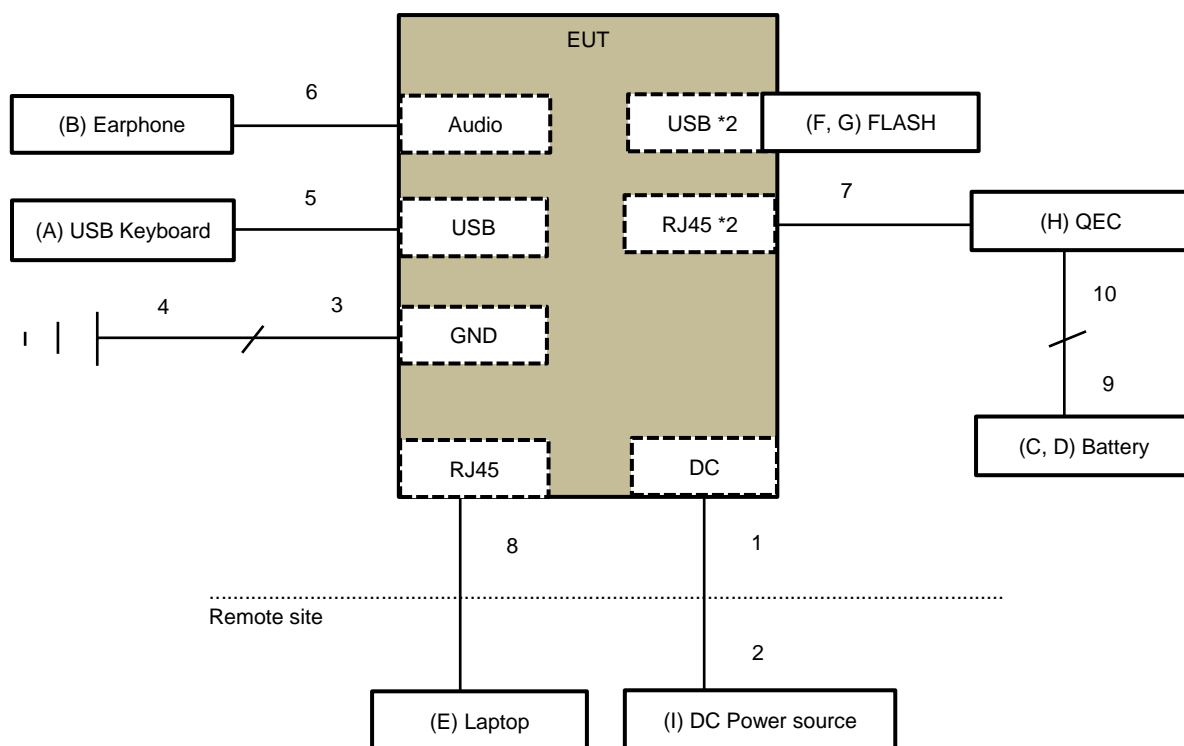 EUT
6
(B) Earphone
Audio
USB *2
(F, G) FLASH
5
7
(A) USB Keyboard
USB
RJ45 *2
(H) QEC
4
3
GND
10
9
RJ45
DC
(C, D) Battery
8
1
Remote site
2
(E) Laptop
(I) DC Power source